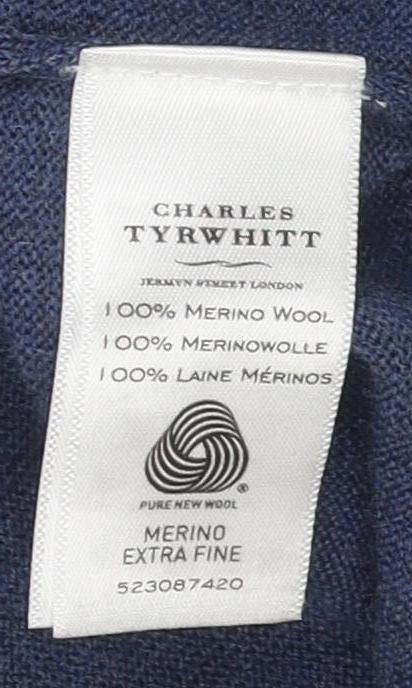 CHARLES
TYRWHITT
JERMYN STREET LONDON
100% MERINO WOOL
100% MERINOWOLLE
100% LAINE MÉRINOS
®
PURE NEW WOOL
MERINO
EXTRA FINE
523087420